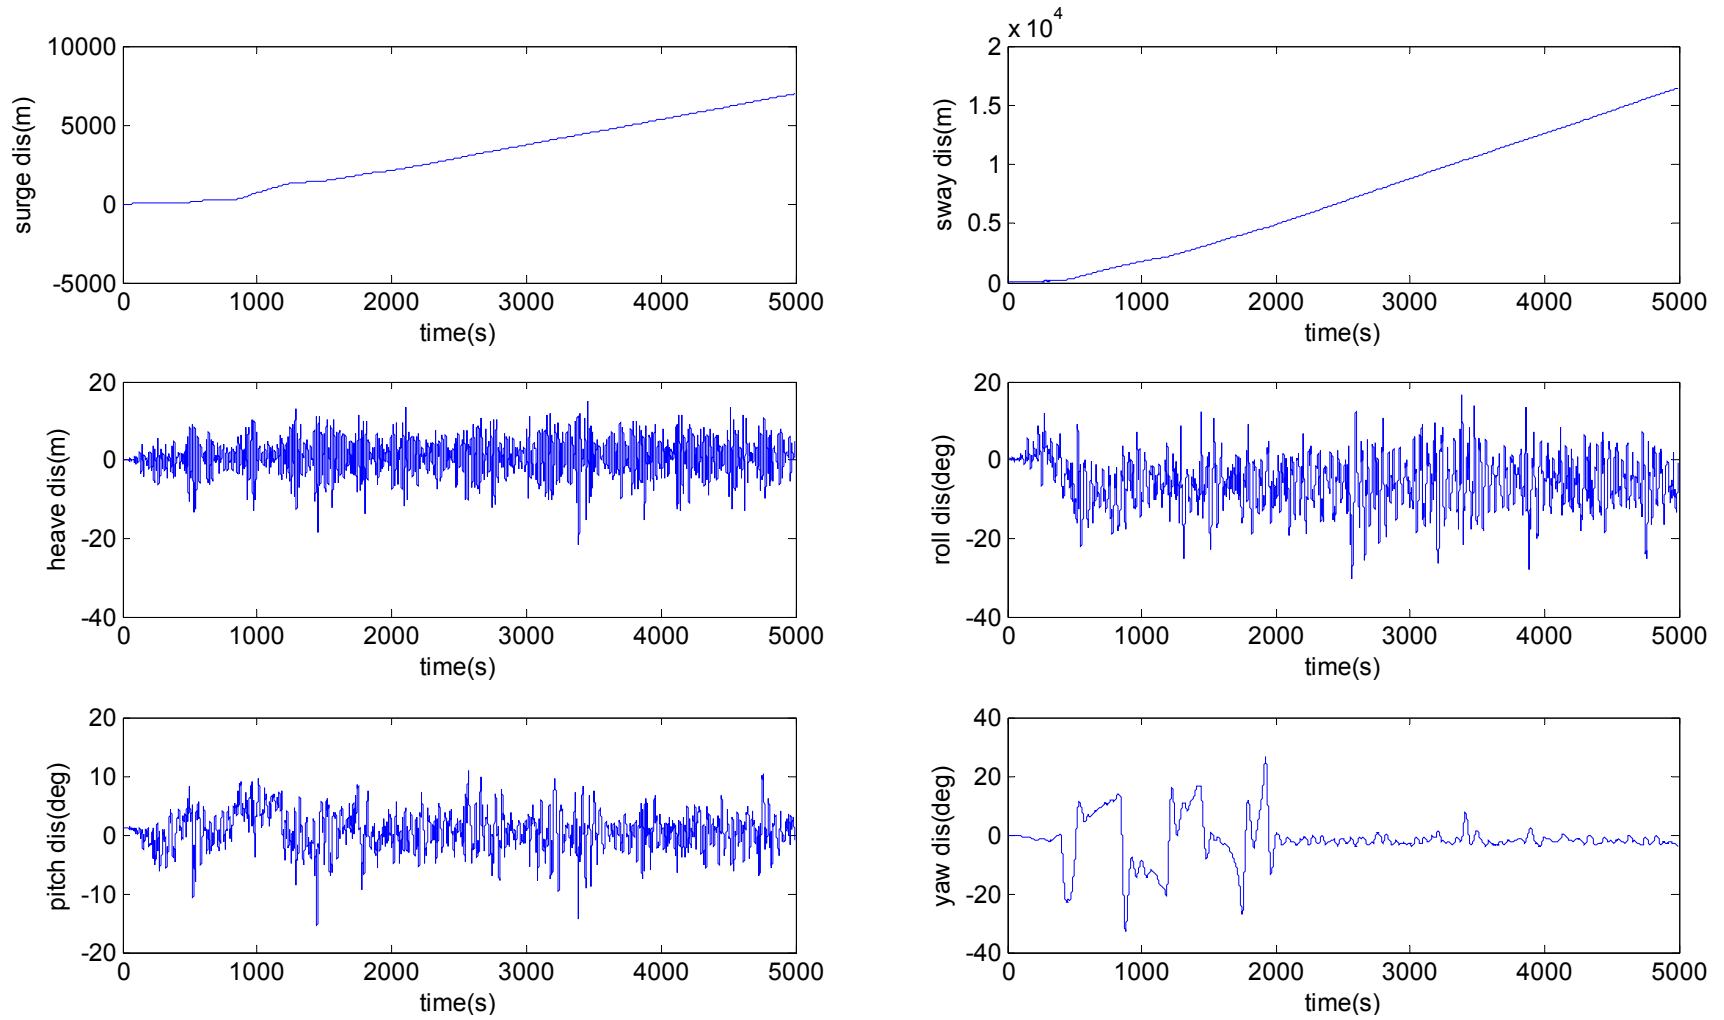 10000
5000
0
-5000
surge dis(m)
0 1000 2000 3000 4000 5000
time(s)
x 10^4
2
1.5
1
0.5
0
sway dis(m)
0 1000 2000 3000 4000 5000
time(s)
20
0
-20
-40
heave dis(m)
0 1000 2000 3000 4000 5000
time(s)
20
0
-20
-40
roll dis(deg)
0 1000 2000 3000 4000 5000
time(s)
20
10
0
-10
-20
pitch dis(deg)
0 1000 2000 3000 4000 5000
time(s)
40
20
0
-20
-40
yaw dis(deg)
0 1000 2000 3000 4000 5000
time(s)